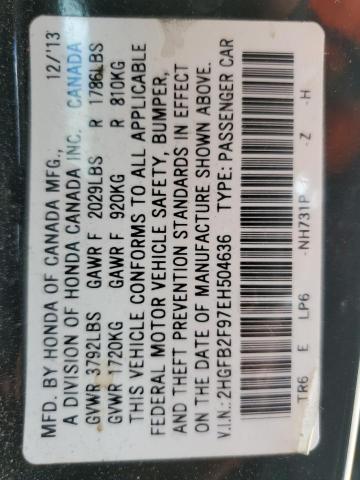 MFD. BY HONDA OF CANADA MFG., 12/'13
A DIVISION OF HONDA CANADA INC. CANADA
GVWR 3792LBS GAWR F 2029LBS R 1786LBS
GVWR 1720KG GAWR F 920KG R 810KG
THIS VEHICLE CONFORMS TO ALL APPLICABLE
FEDERAL MOTOR VEHICLE SAFETY, BUMPER,
AND THEFT PREVENTION STANDARDS IN EFFECT
ON THE DATE OF MANUFACTURE SHOWN ABOVE.
V.I.N.:2HGFB2F97EH504636 TYPE: PASSENGER CAR
TR6 E LP6 -NH731P -Z -H